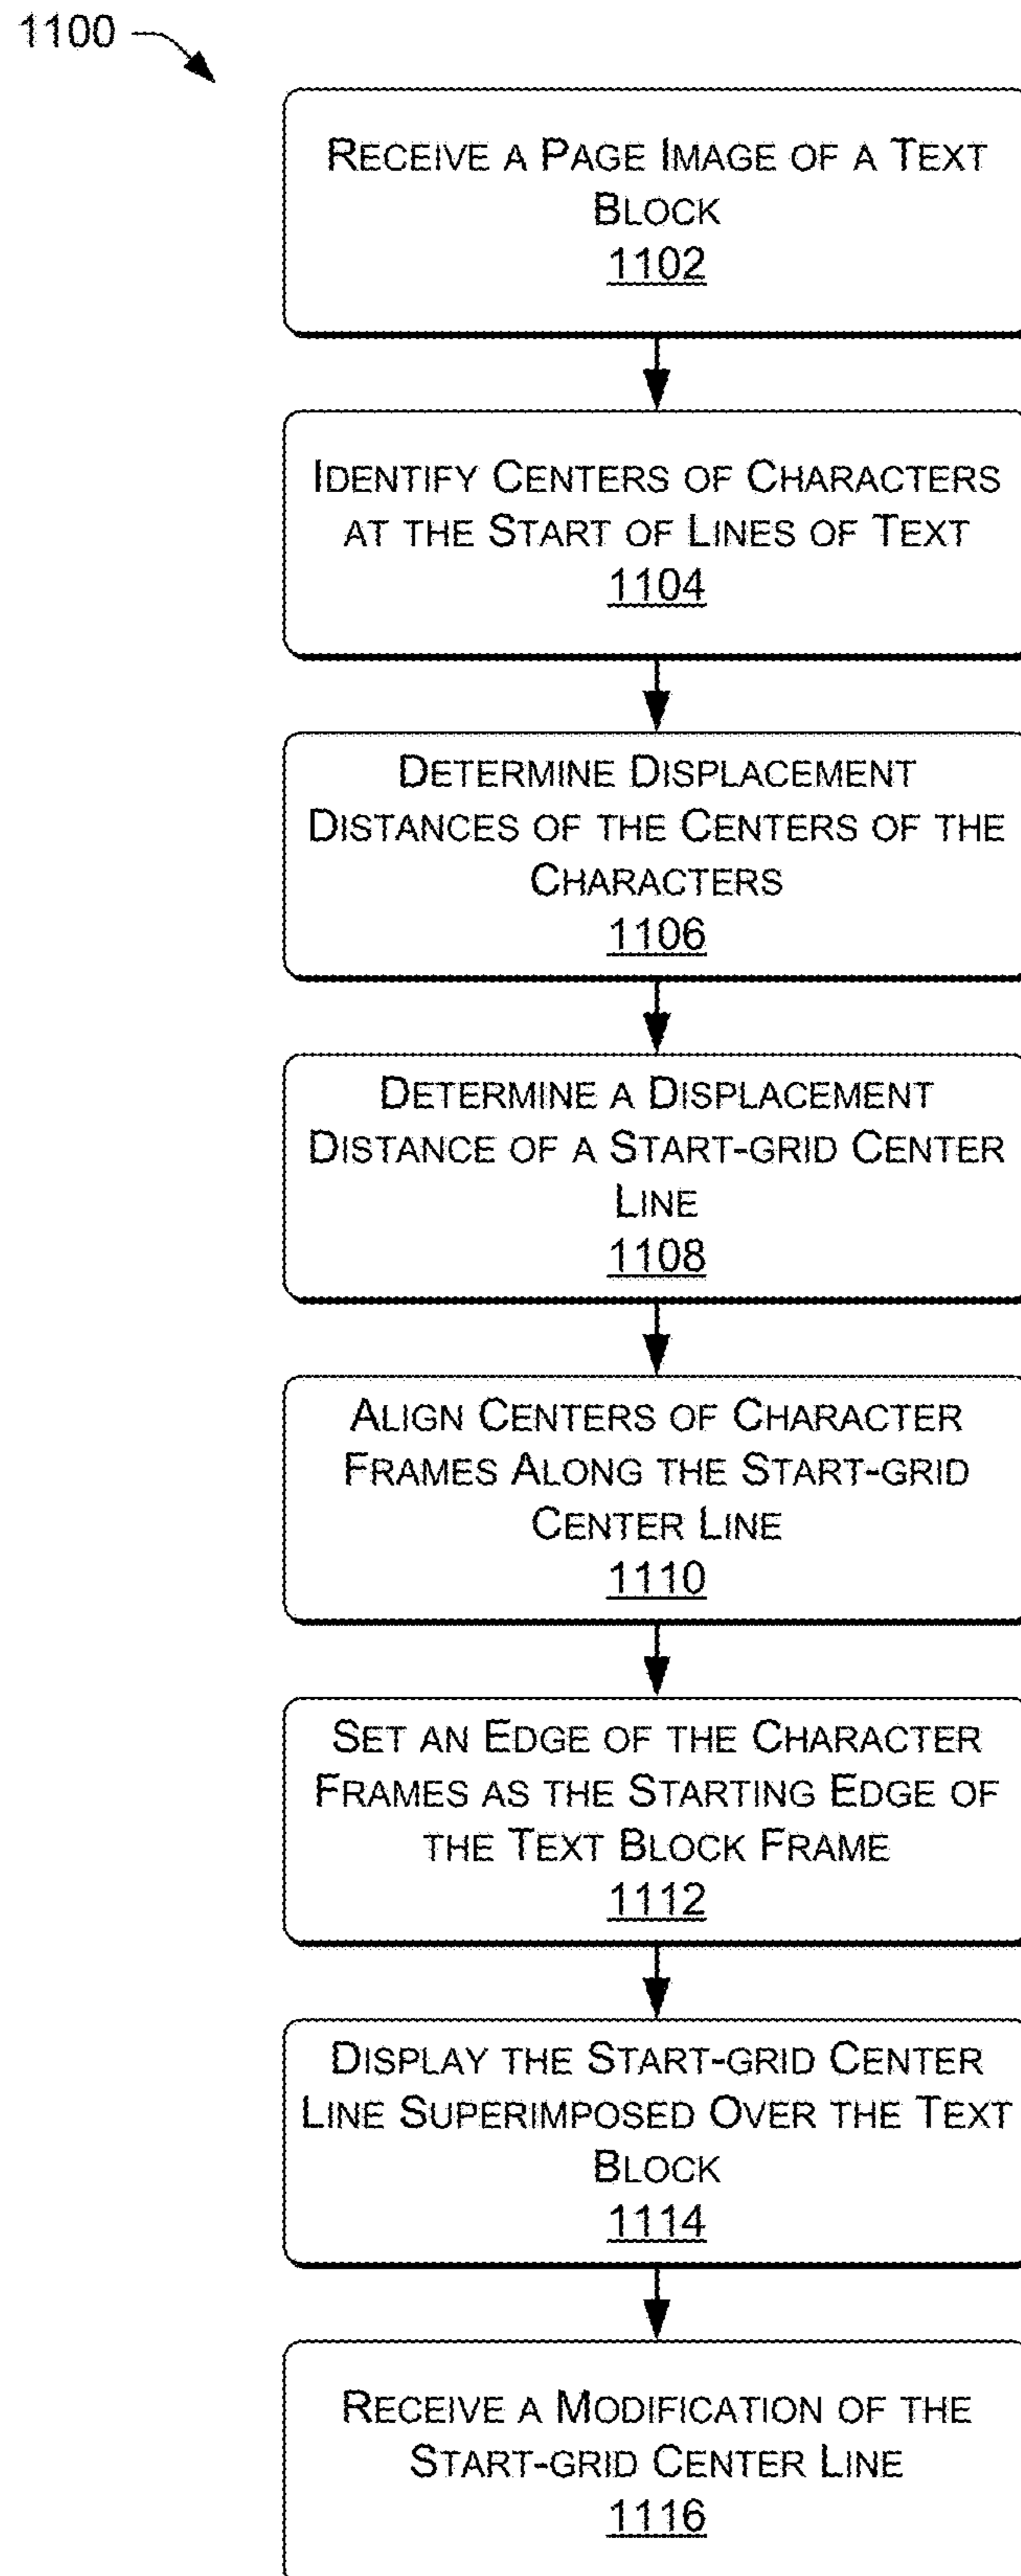 1100
RECEIVE A PAGE IMAGE OF A TEXT
BLOCK
1102
IDENTIFY CENTERS OF CHARACTERS
AT THE START OF LINES OF TEXT
1104
DETERMINE DISPLACEMENT
DISTANCES OF THE CENTERS OF THE
CHARACTERS
1106
DETERMINE A DISPLACEMENT
DISTANCE OF A START-GRID CENTER
LINE
1108
ALIGN CENTERS OF CHARACTER
FRAMES ALONG THE START-GRID
CENTER LINE
1110
SET AN EDGE OF THE CHARACTER
FRAMES AS THE STARTING EDGE OF
THE TEXT BLOCK FRAME
1112
DISPLAY THE START-GRID CENTER
LINE SUPERIMPOSED OVER THE TEXT
BLOCK
1114
RECEIVE A MODIFICATION OF THE
START-GRID CENTER LINE
1116